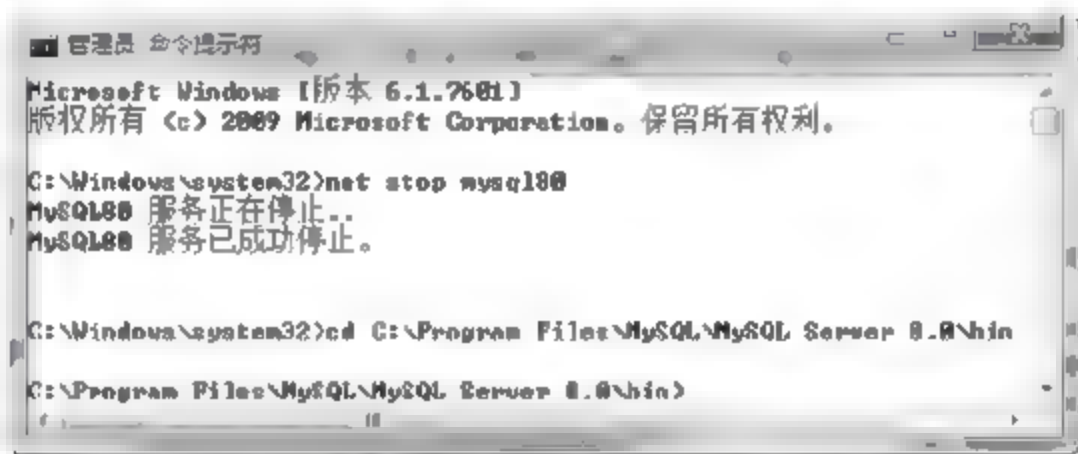 管理员 命令提示符
Microsoft Windows [版本 6.1.7601]
版权所有 (c) 2009 Microsoft Corporation。保留所有权利。
C:\Windows\system32>net stop mysql80
MySQL80 服务正在停止..
MySQL80 服务已成功停止。
C:\Windows\system32>cd C:\Program Files\MySQL\MySQL Server 8.0\bin
C:\Program Files\MySQL\MySQL Server 8.0\bin>